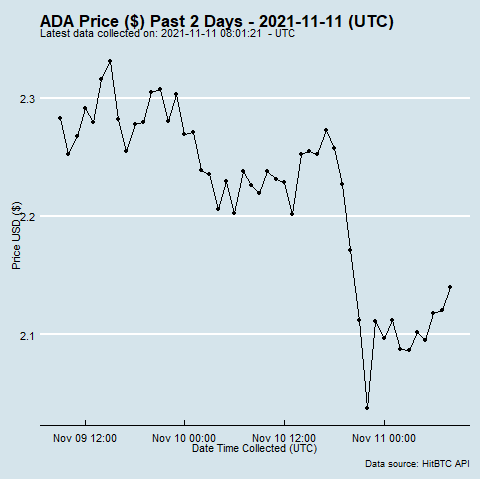 ADA Price ($) Past 2 Days - 2021-11-11 (UTC)
Latest data collected on: 2021-11-11 08:01:21 - UTC
2.3
2.2
2.1
Price USD ($)
Nov 09 12:00 Nov 10 00:00 Nov 10 12:00 Nov 11 00:00
Date Time Collected (UTC)
Data source: HitBTC API